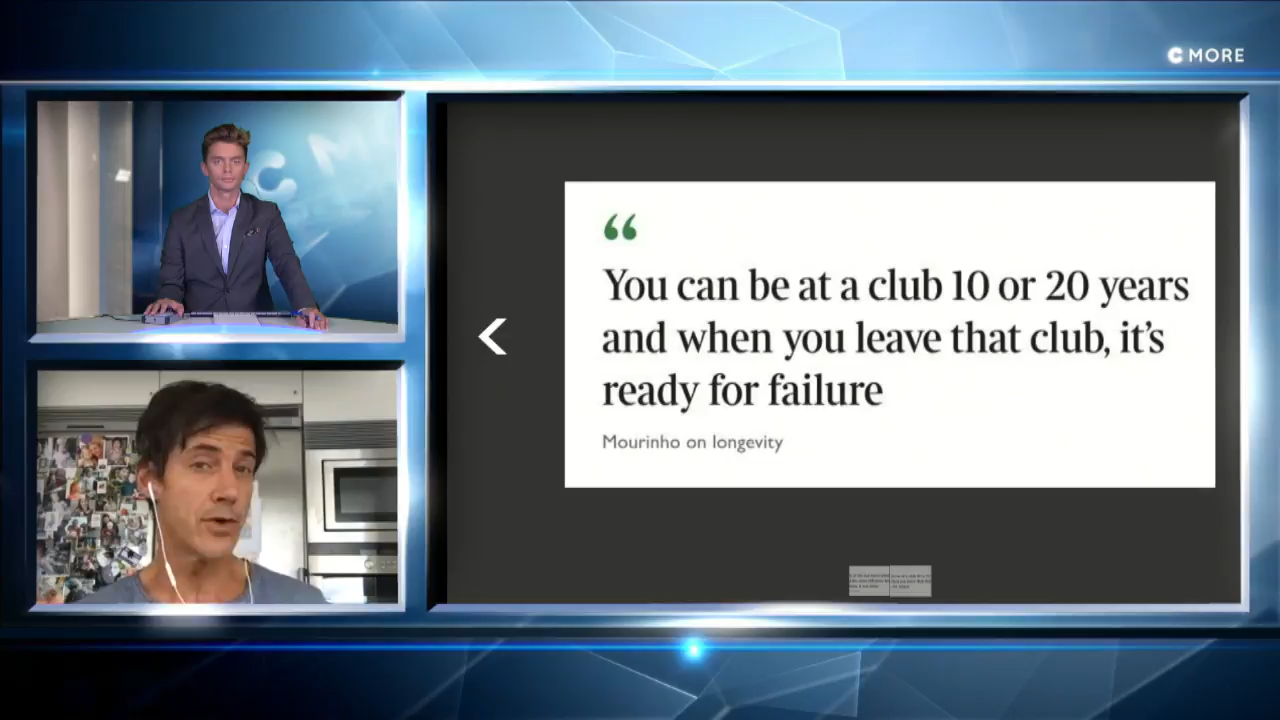 C MORE
C M
“
You can be at a club 10 or 20 years
and when you leave that club, it's
ready for failure
Mourinho on longevity